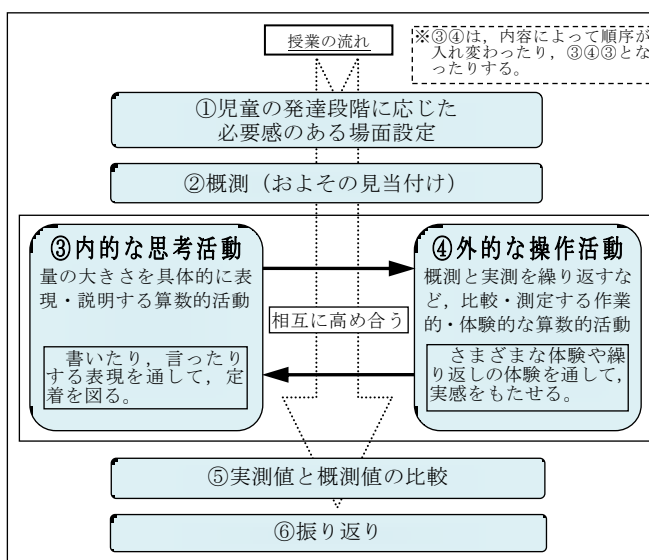 授業の流れ
※③④は，内容によって順序が
入れ変わったり，③④③とな
ったりする。
①児童の発達段階に応じた
必要感のある場面設定
②概測（およその見当付け）
③内的な思考活動
量の大きさを具体的に表
現・説明する算数的活動
書いたり，言ったり
する表現を通して，定
着を図る。
相互に高め合う
④外的な操作活動
概測と実測を繰り返すな
ど，比較・測定する作業
的・体験的な算数的活動
さまざまな体験や繰
り返しの体験を通して，
実感をもたせる。
⑤実測値と概測値の比較
⑥振り返り